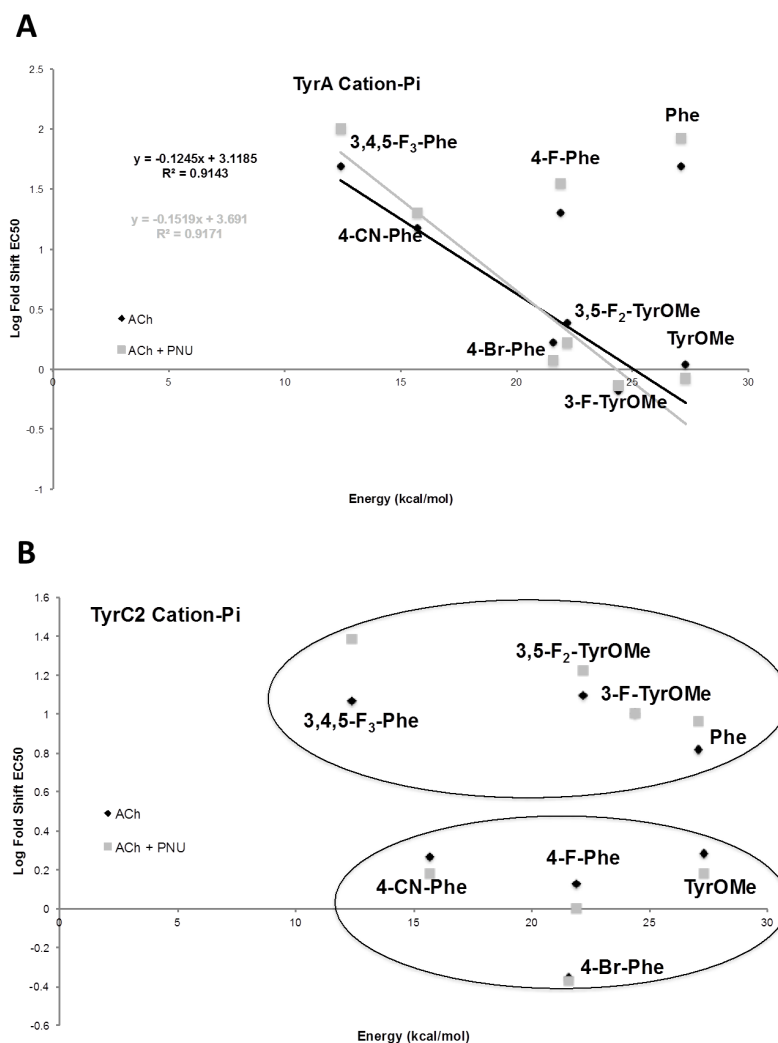 A
TyrA Cation-Pi
2.5
2
1.5
1
0.5
0
-0.5
-1
0
5
10
15
20
25
30
Log Fold Shift EC50
Energy (kcal/mol)
y = -0.1245x + 3.1185
R² = 0.9143
y = -0.1519x + 3.691
R² = 0.9171
ACh
ACh + PNU
3,4,5-F₃-Phe
4-CN-Phe
4-F-Phe
Phe
3,5-F₂-TyrOMe
4-Br-Phe
TyrOMe
3-F-TyrOMe
B
TyrC2 Cation-Pi
1.6
1.4
1.2
1
0.8
0.6
0.4
0.2
0
-0.2
-0.4
-0.6
0
5
10
15
20
25
30
Log Fold Shift EC50
Energy (kcal/mol)
ACh
ACh + PNU
3,5-F₂-TyrOMe
3-F-TyrOMe
3,4,5-F₃-Phe
Phe
4-F-Phe
4-CN-Phe
TyrOMe
4-Br-Phe